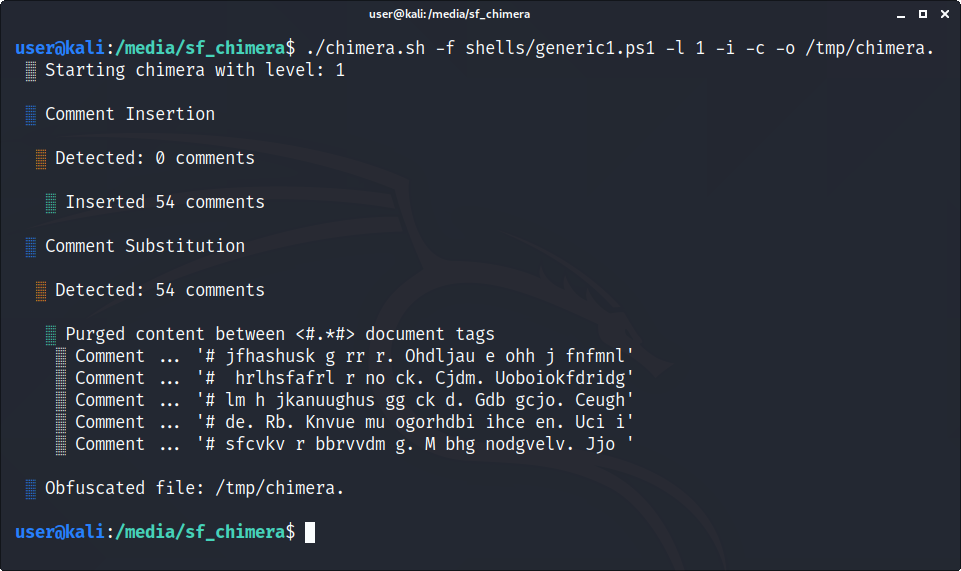 user@kali:/media/sf_chimera
user@kali:/media/sf_chimera$ ./chimera.sh -f shells/generic1.ps1 -l 1 -i -c -o /tmp/chimera.
Starting chimera with level: 1
Comment Insertion
Detected: 0 comments
Inserted 54 comments
Comment Substitution
Detected: 54 comments
Purged content between <#.*#> document tags
Comment ... '# jfhashusk g rr r. Ohdljau e ohh j fnfmnl'
Comment ... '#  hrlhsfafrl r no ck. Cjdm. Uoboiokfdridg'
Comment ... '# lm h jkanuughus gg ck d. Gdb gcjo. Ceugh'
Comment ... '# de. Rb. Knvue mu ogorhdbi ihce en. Uci i'
Comment ... '# sfcvkv r bbrvvdm g. M bhg nodgvelv. Jjo '
Obfuscated file: /tmp/chimera.
user@kali:/media/sf_chimera$